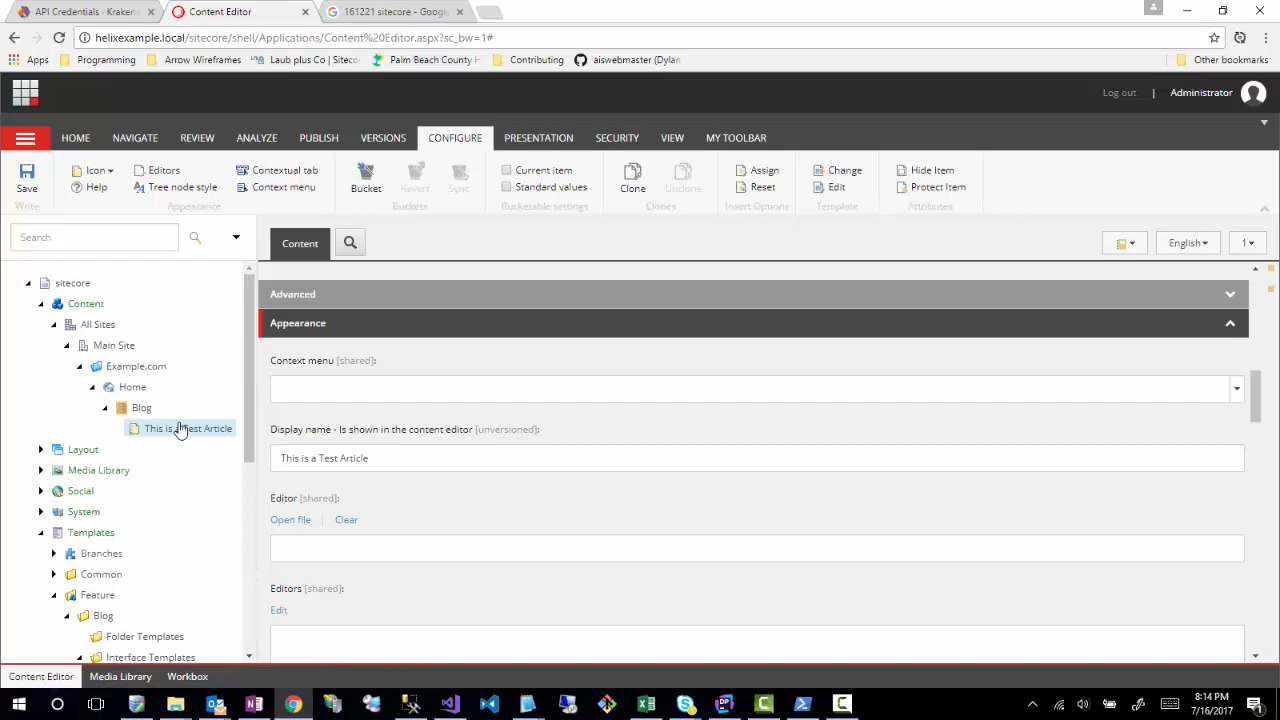 API Credentials - Kraken
Content Editor
161221 sitecore - Goog
helixexample.local/sitecore/shell/Applications/Content%20Editor.aspx?sc_bw=1#
Apps Programming Arrow Wireframes Laub plus Co | Siteco Palm Beach County Contributing aiswebmaster (Dylan Other bookmarks
Log out | Administrator
HOME NAVIGATE REVIEW ANALYZE PUBLISH VERSIONS CONFIGURE PRESENTATION SECURITY VIEW MY TOOLBAR
Icon Editors Contextual tab Current item Assign Change Hide Item
Save Help Tree node style Context menu Bucket Revert Sync Standard values Clone Unclone Reset Edit Protect Item
Write Appearance Buckets Bucketable settings Clones Insert Options Template Attributes
Search
Content
English
1
sitecore
Content
All Sites
Main Site
Example.com
Home
Blog
This is a Test Article
Layout
Media Library
Social
System
Templates
Branches
Common
Feature
Blog
Folder Templates
Interface Templates
Advanced
Appearance
Context menu [shared]:
Display name - Is shown in the content editor [unversioned]:
This is a Test Article
Editor [shared]:
Open file | Clear
Editors [shared]:
Edit
Content Editor Media Library Workbox
8:14 PM
7/16/2017